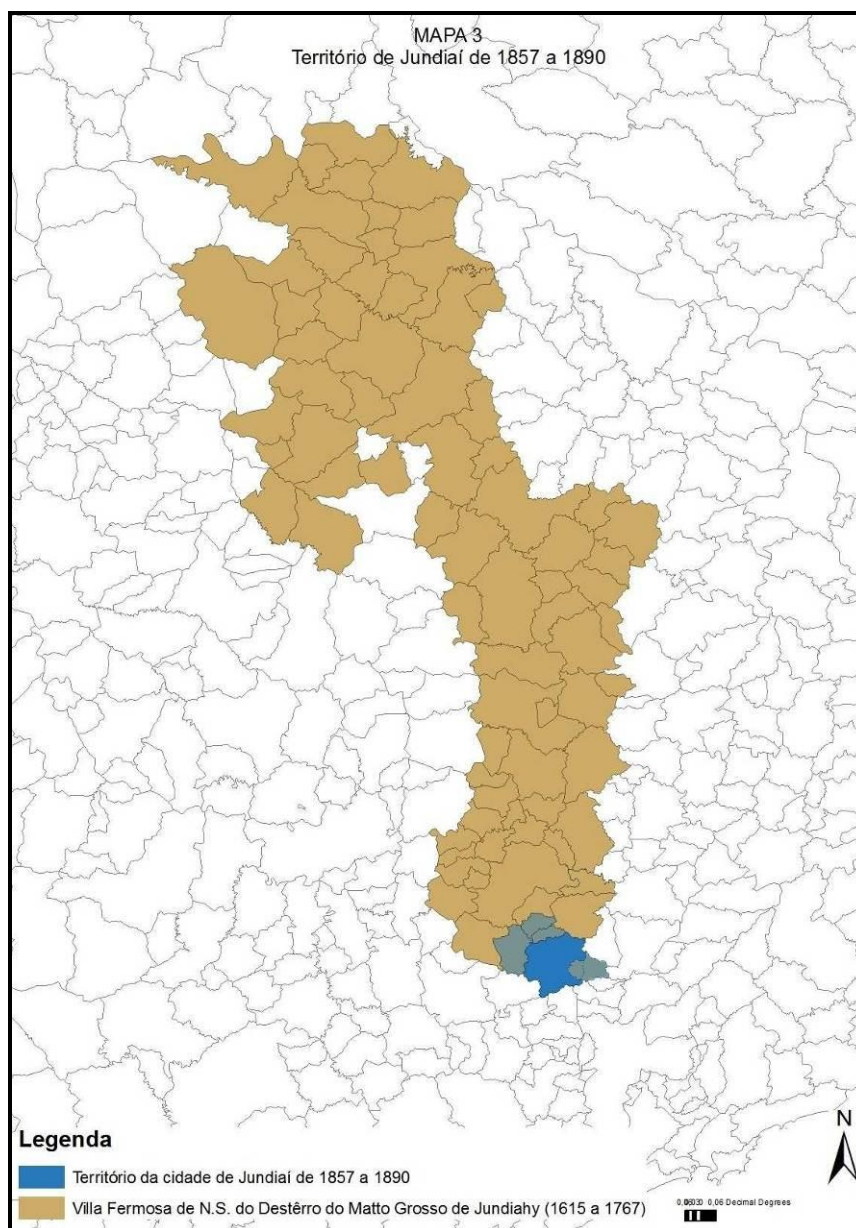 MAPA 3
Território de Jundiaí de 1857 a 1890
N
Legenda
Território da cidade de Jundiaí de 1857 a 1890
Villa Fermosa de N.S. do Destêrro do Matto Grosso de Jundiahy (1615 a 1767)
0,06 Decimal Degrees